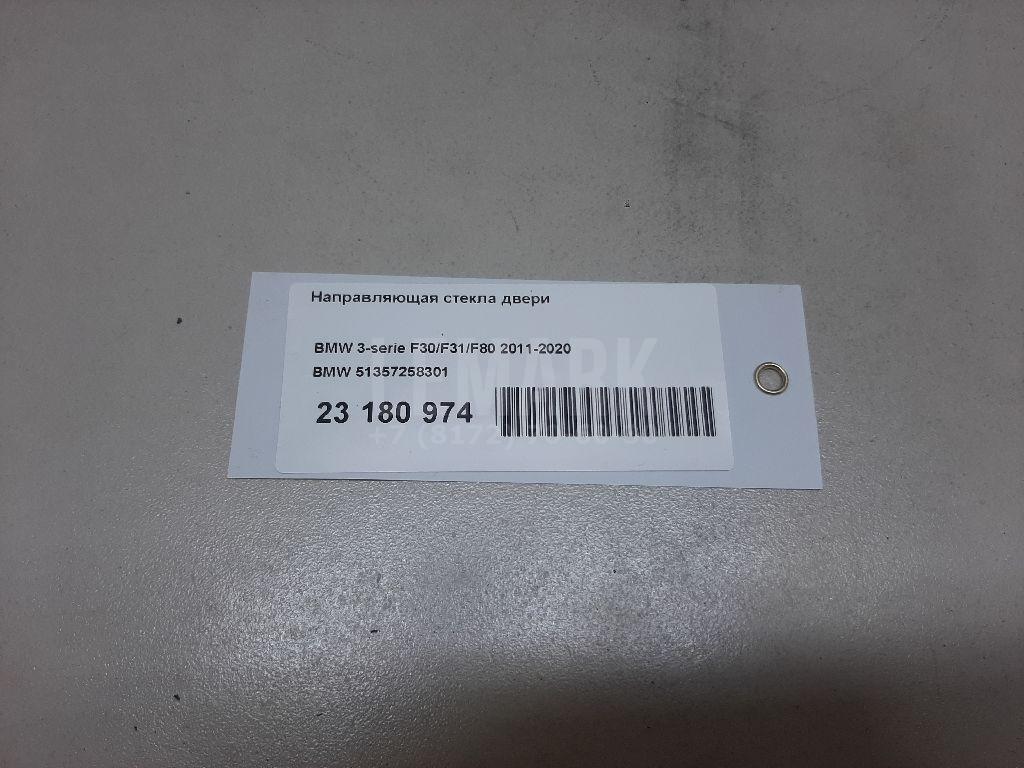 Направляющая стекла двери
BMW 3-serie F30/F31/F80 2011-2020
BMW 51357258301
23 180 974